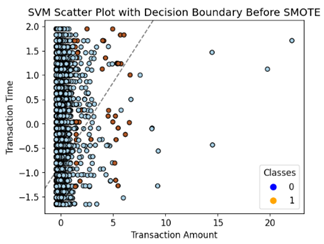 SVM Scatter Plot with Decision Boundary Before SMOTE
2.0
1.5
1.0
0.5
0.0
−0.5
−1.0
−1.5
Transaction Time
Classes
0
1
0 5 10 15 20
Transaction Amount